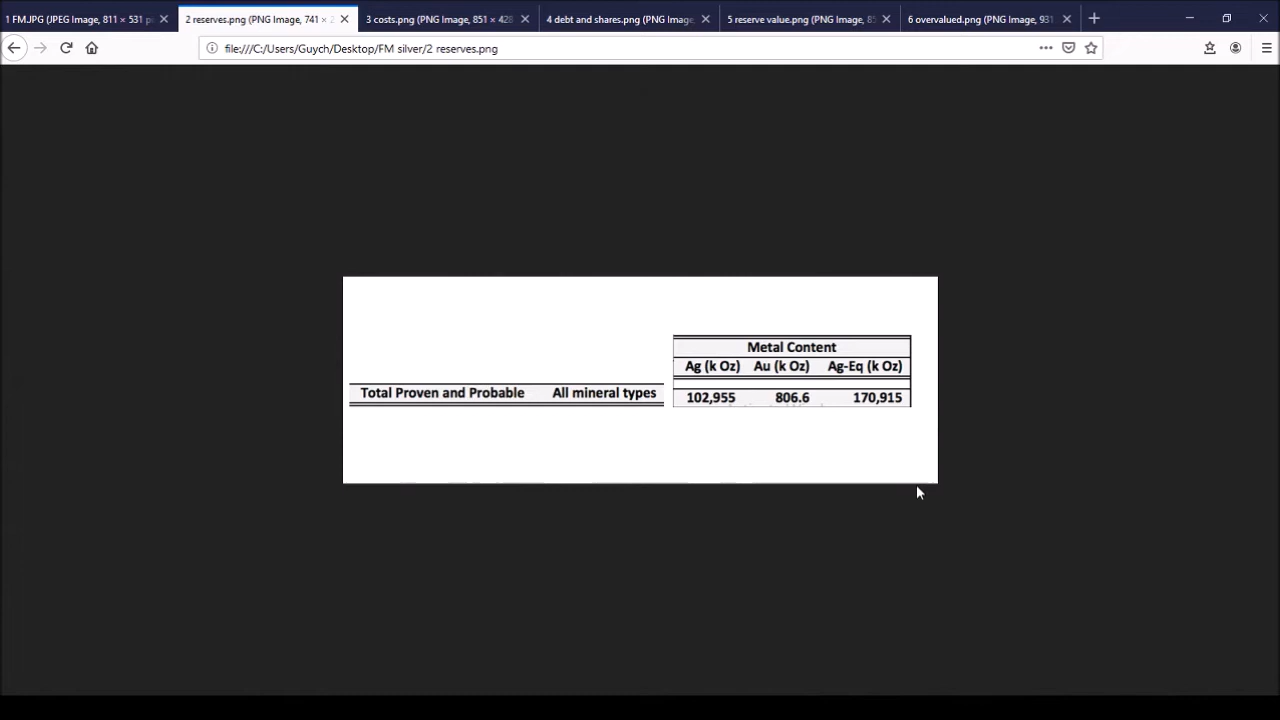 1 FM.JPG (JPEG Image, 811 × 531 pi
2 reserves.png (PNG Image, 741 ×
3 costs.png (PNG Image, 851 × 428
4 debt and shares.png (PNG Image,
5 reserve value.png (PNG Image, 85
6 overvalued.png (PNG Image, 931
file:///C:/Users/Guych/Desktop/FM silver/2 reserves.png
Metal Content
Ag (k Oz) Au (k Oz) Ag-Eq (k Oz)
Total Proven and Probable All mineral types 102,955 806.6 170,915